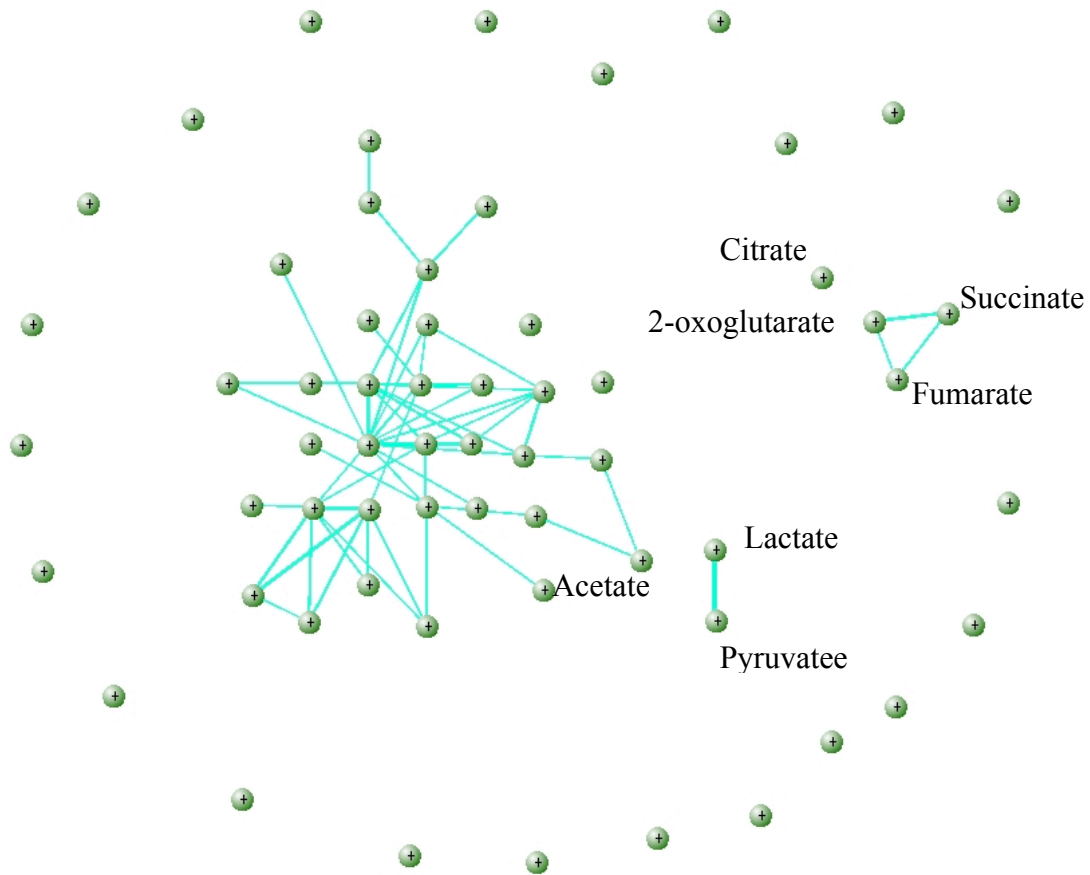 Citrate
Succinate
2-oxoglutarate
Fumarate
Lactate
Acetate
Pyruvatee